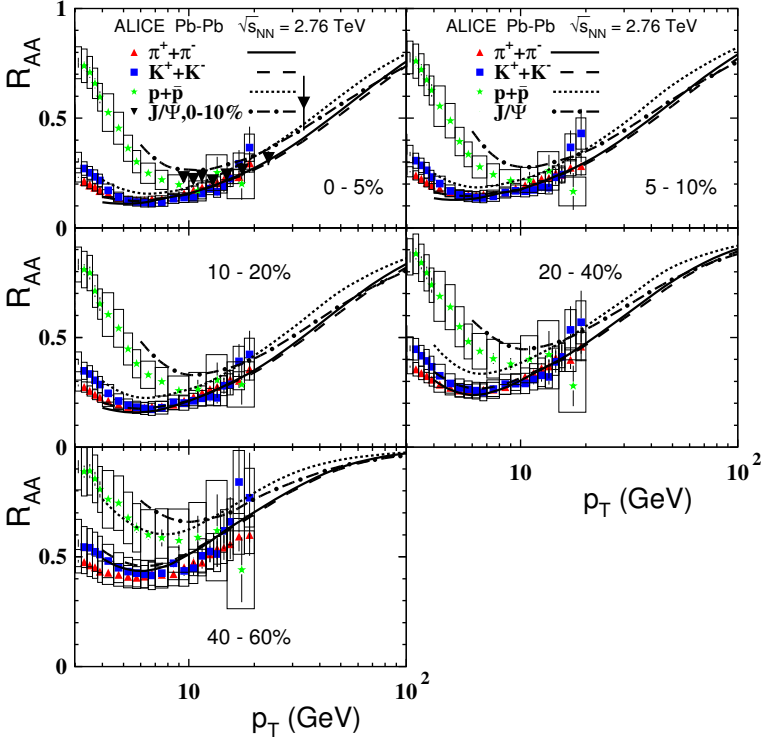 ALICE Pb-Pb √s_NN = 2.76 TeV
π⁺+π⁻
K⁺+K⁻
p+p̄
J/Ψ,0-10%
ALICE Pb-Pb √s_NN = 2.76 TeV
π⁺+π⁻
K⁺+K⁻
p+p̄
J/Ψ
1
R_AA
0.5
0 - 5%
5 - 10%
0
R_AA
0.5
10 - 20%
20 - 40%
0
R_AA
0.5
40 - 60%
0
10
10²
p_T (GeV)
10
10²
p_T (GeV)